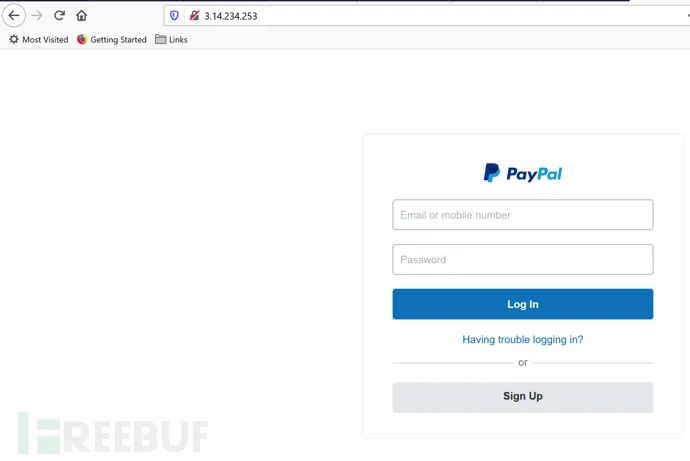 3.14.234.253
Most Visited Getting Started Links
PayPal
Email or mobile number
Password
Log In
Having trouble logging in?
or
Sign Up
FREEBUF